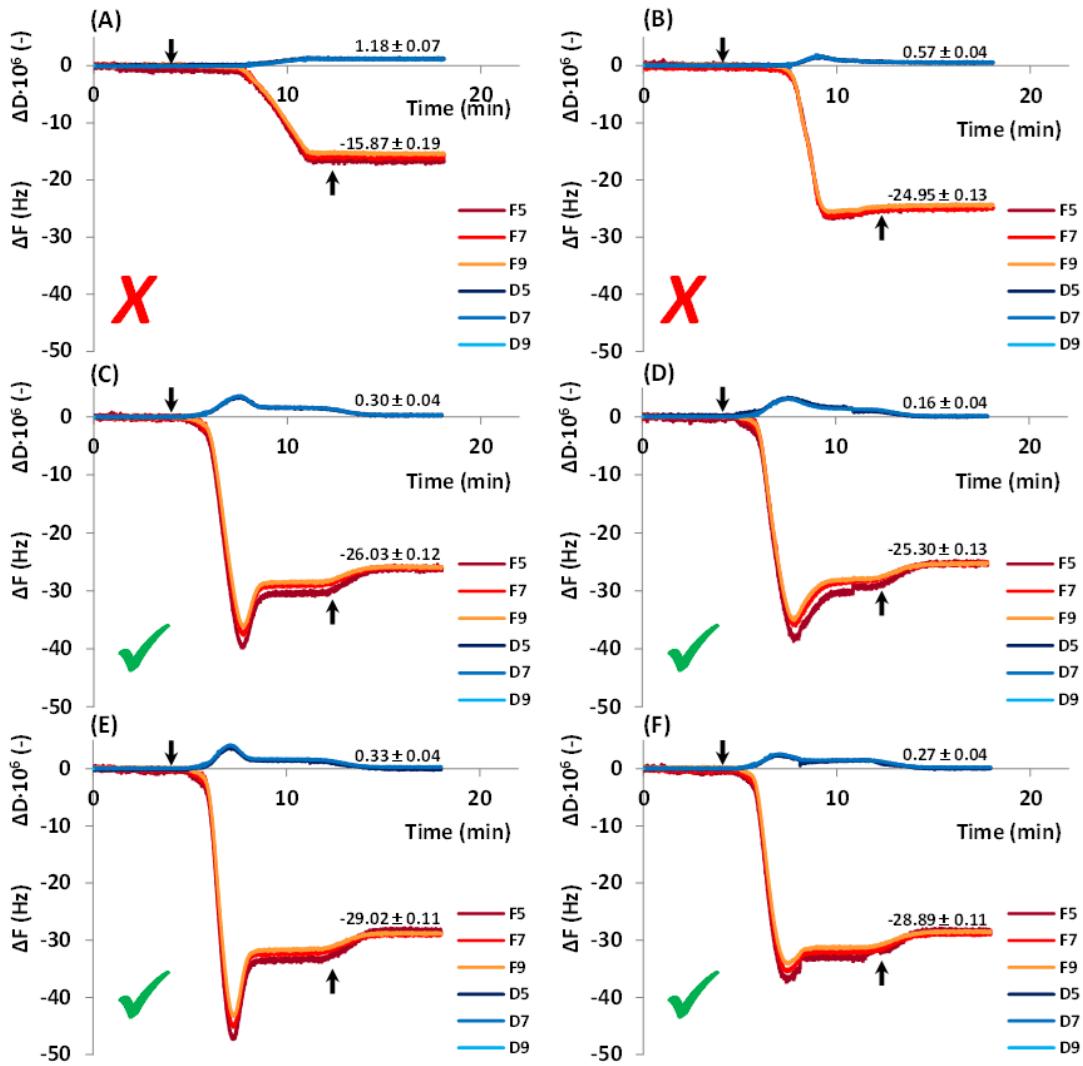 (A)
ΔD·10⁶ (-)
ΔF (Hz)
0
-10
-20
-30
-40
-50
0 10 20
Time (min)
1.18 ± 0.07
-15.87 ± 0.19
F5
F7
F9
D5
D7
D9
X
(B)
ΔD·10⁶ (-)
ΔF (Hz)
0
-10
-20
-30
-40
-50
0 10 20
Time (min)
0.57 ± 0.04
-24.95 ± 0.13
F5
F7
F9
D5
D7
D9
X
(C)
ΔD·10⁶ (-)
ΔF (Hz)
0
-10
-20
-30
-40
-50
0 10 20
Time (min)
0.30 ± 0.04
-26.03 ± 0.12
F5
F7
F9
D5
D7
D9
(D)
ΔD·10⁶ (-)
ΔF (Hz)
0
-10
-20
-30
-40
-50
0 10 20
Time (min)
0.16 ± 0.04
-25.30 ± 0.13
F5
F7
F9
D5
D7
D9
(E)
ΔD·10⁶ (-)
ΔF (Hz)
0
-10
-20
-30
-40
-50
0 10 20
Time (min)
0.33 ± 0.04
-29.02 ± 0.11
F5
F7
F9
D5
D7
D9
(F)
ΔD·10⁶ (-)
ΔF (Hz)
0
-10
-20
-30
-40
-50
0 10 20
Time (min)
0.27 ± 0.04
-28.89 ± 0.11
F5
F7
F9
D5
D7
D9